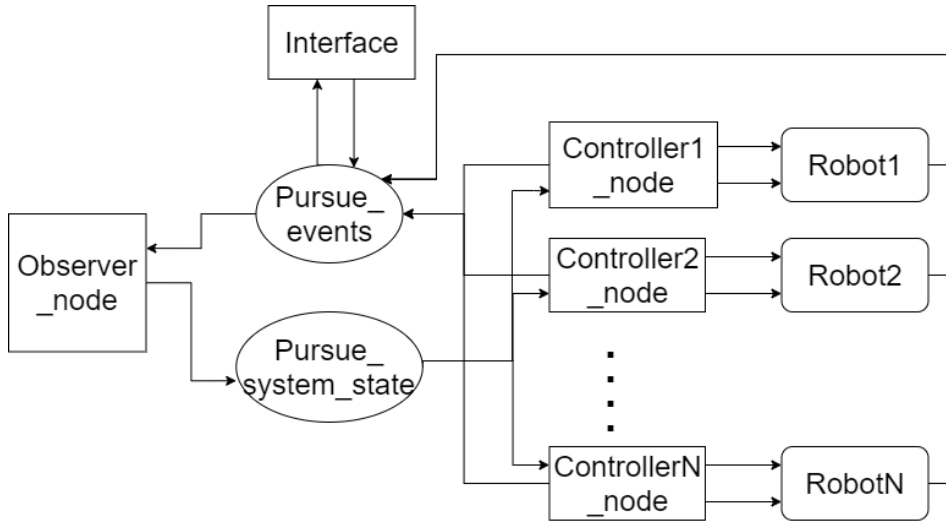 Interface
Controller1
_node
Robot1
Pursue_
events
Observer
_node
Controller2
_node
Robot2
Pursue_
system_state
ControllerN
_node
RobotN